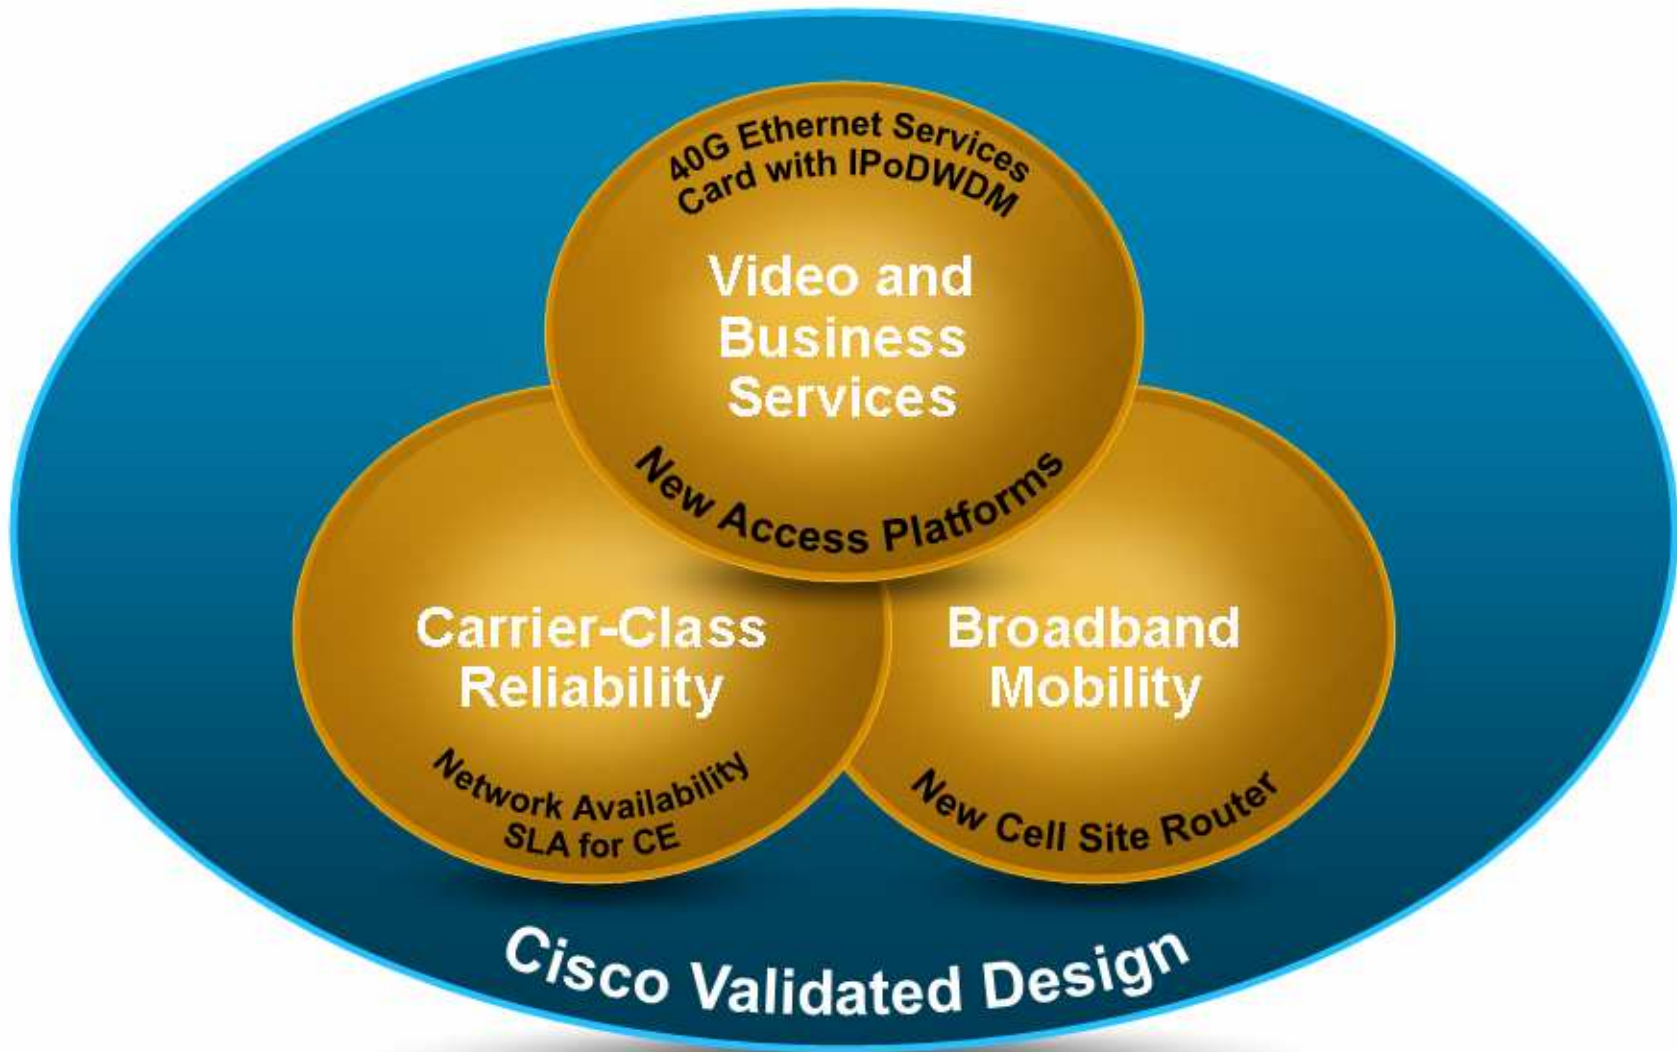 40G Ethernet Services
Card with IPoDWDM
Video and
Business
Services
New Access Platforms
Carrier-Class
Reliability
Network Availability
SLA for CE
Broadband
Mobility
New Cell Site Router
Cisco Validated Design